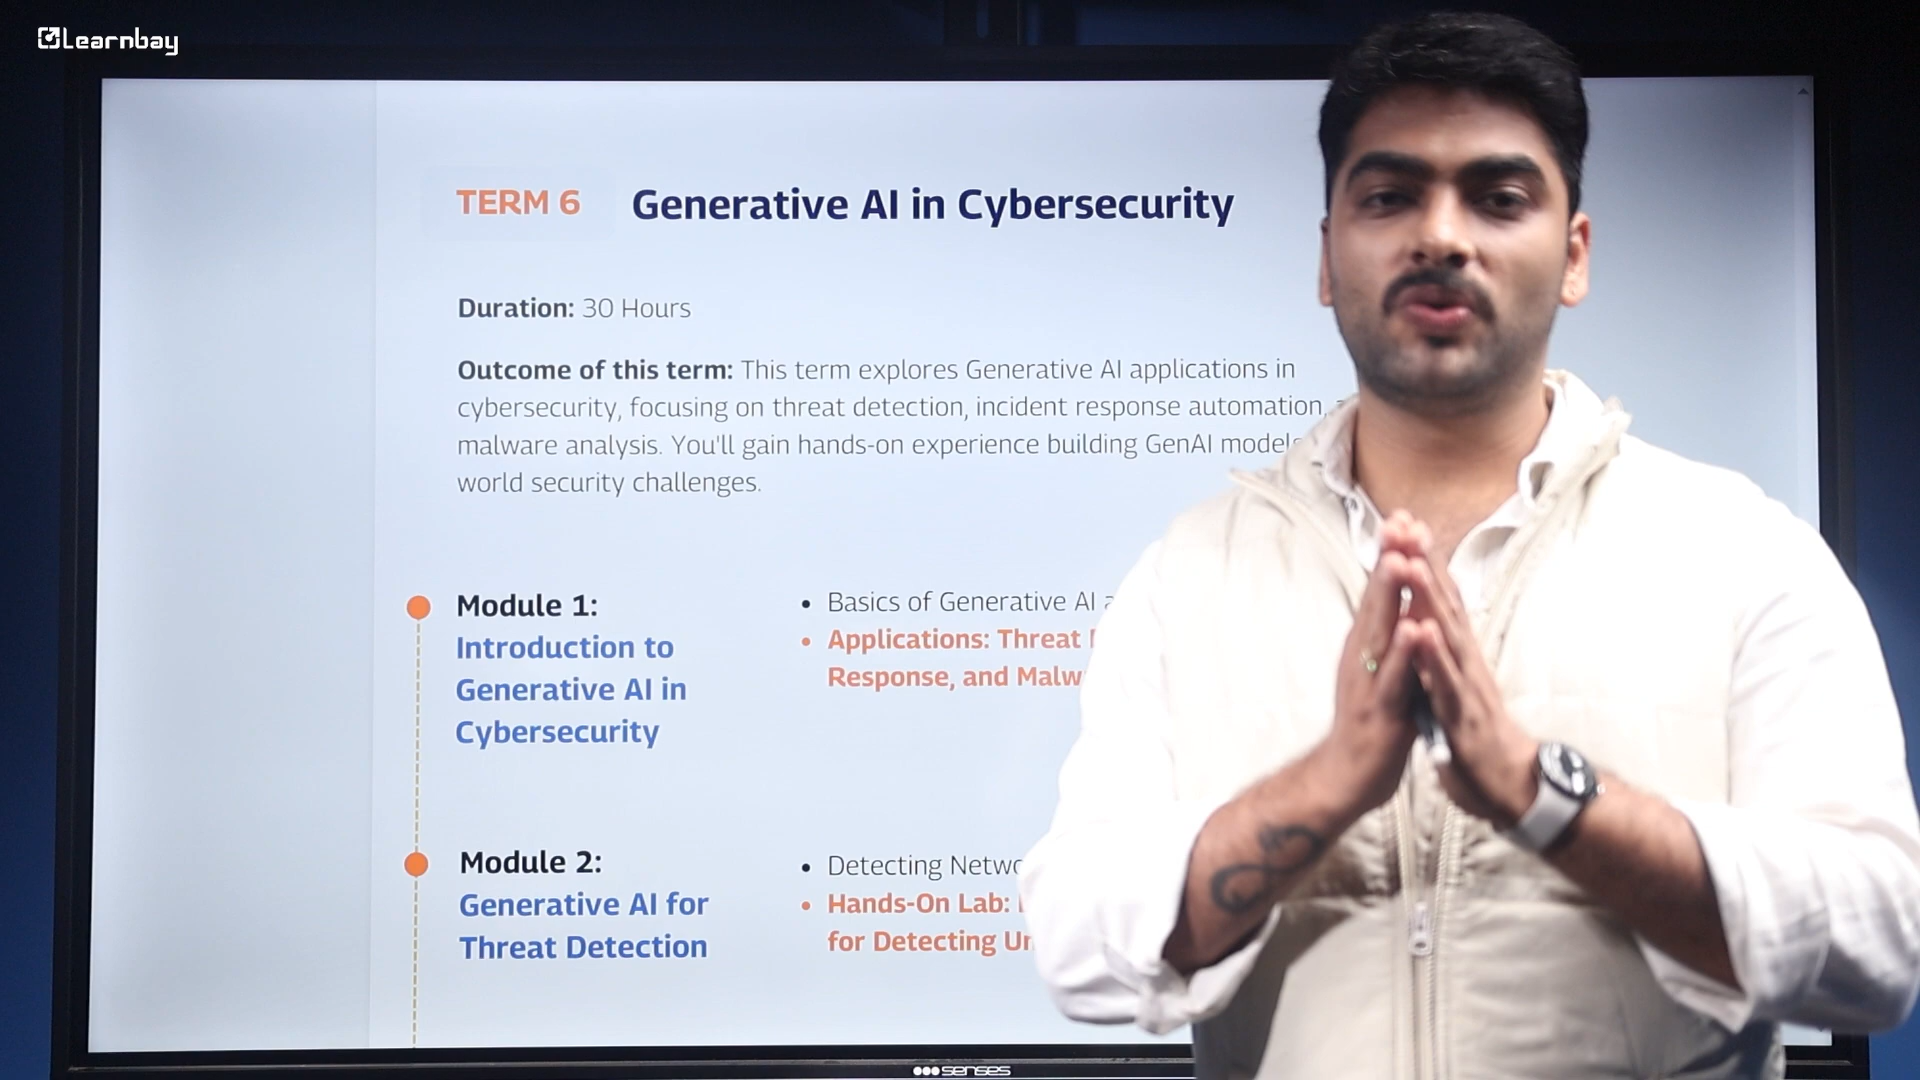 Learnbay
TERM 6 Generative AI in Cybersecurity
Duration: 30 Hours
Outcome of this term: This term explores Generative AI applications in
cybersecurity, focusing on threat detection, incident response automation,
malware analysis. You'll gain hands-on experience building GenAI
world security challenges.
Module 1:
Introduction to
Generative AI in
Cybersecurity
• Basics of Generative AI
• Applications: Threat
Response, and
Module 2:
Generative AI for
Threat Detection
• Detecting
• Hands-On Lab:
for Detecting
senses